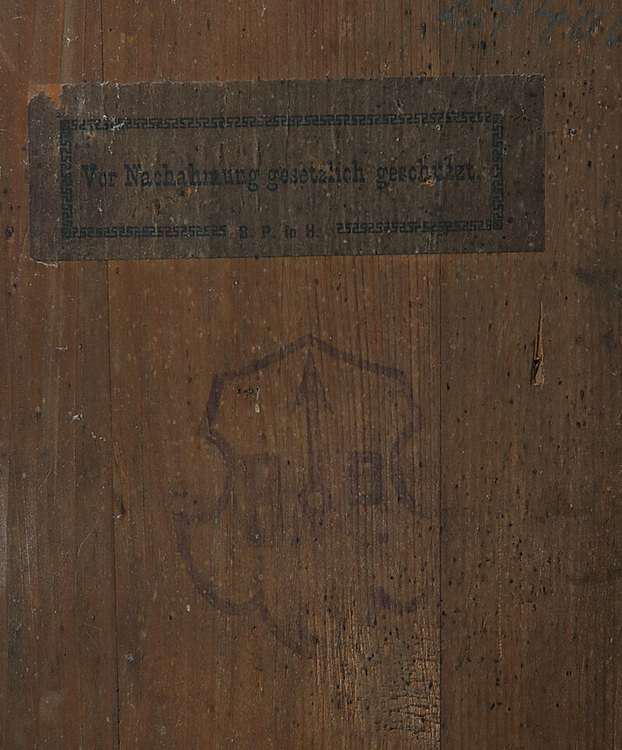 Vor Nachahmung gesetzlich geschützt.
B. P. in H.